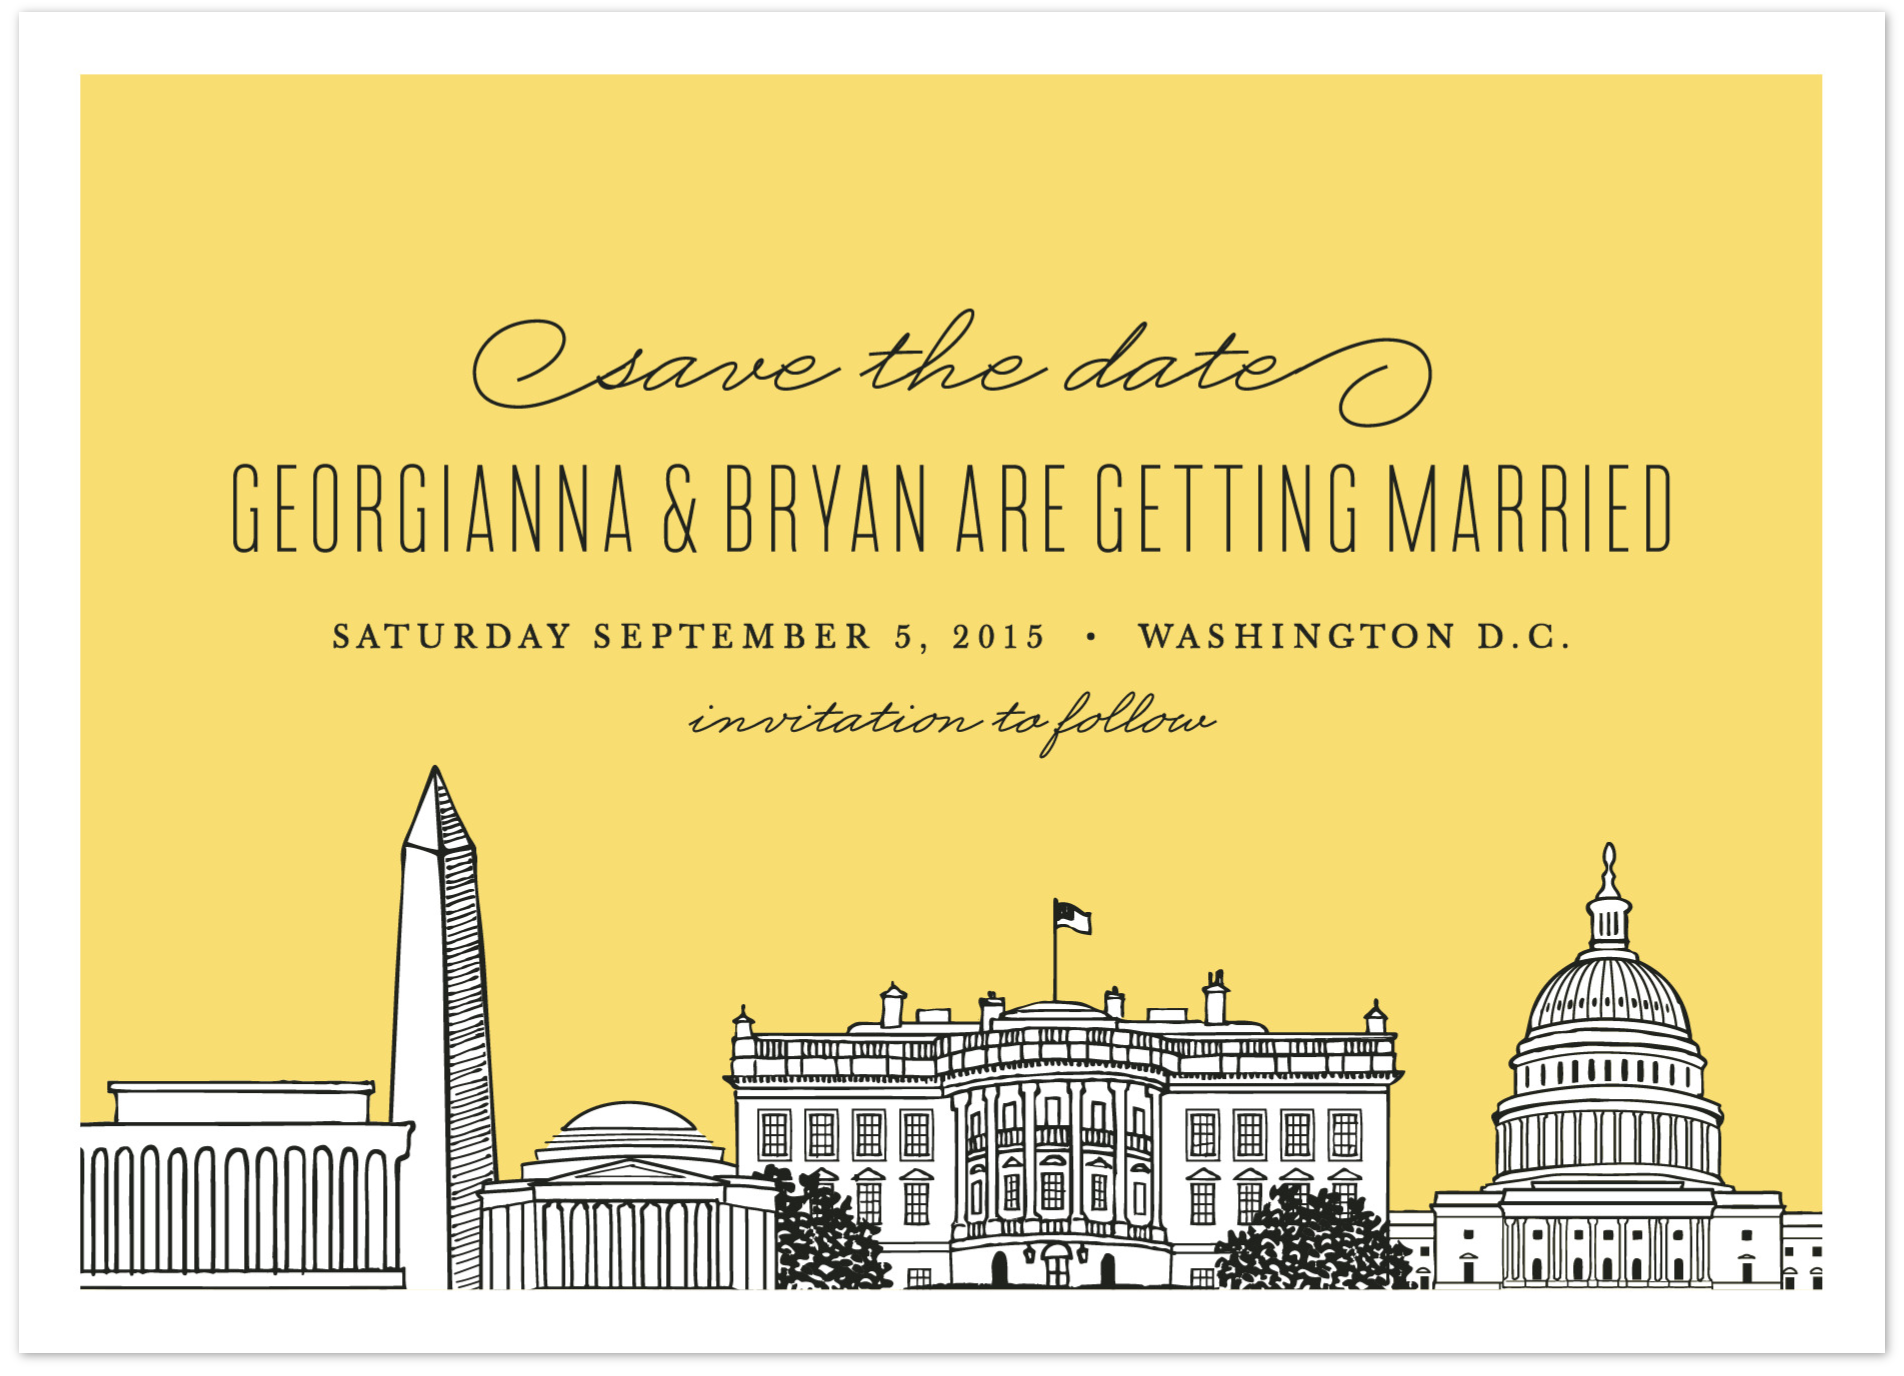 save the date
GEORGIANNA & BRYAN ARE GETTING MARRIED
SATURDAY SEPTEMBER 5, 2015 • WASHINGTON D.C.
invitation to follow